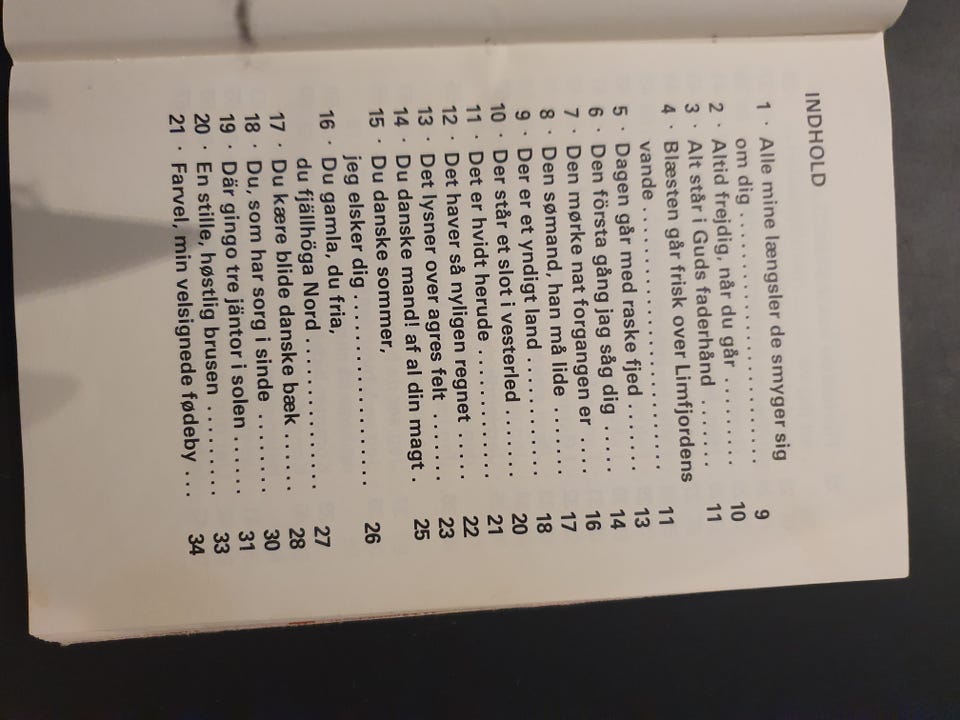 INDHOLD
1 · Alle mine længsler de smyger sig
om dig . . . . . . . . . . . . . . . . . . . . . 9
2 · Altid frejdig, når du går . . . . . . . . 10
3 · Alt står i Guds faderhånd . . . . . . 11
4 · Blæsten går frisk over Limfjordens
vande . . . . . . . . . . . . . . . . . . . . . 11
5 · Dagen går med raske fjed . . . . . . 13
6 · Den första gång jag såg dig . . . . . 14
7 · Den mørke nat forgangen er . . . . 16
8 · Den sømand, han må lide . . . . . . 17
9 · Der er et yndigt land . . . . . . . . . . 18
10 · Der står et slot i vesterled . . . . . . 20
11 · Det er hvidt herude . . . . . . . . . . . 21
12 · Det haver så nyligen regnet . . . . . 22
13 · Det lysner over agres felt . . . . . . . 23
14 · Du danske mand! af al din magt . 25
15 · Du danske sommer,
jeg elsker dig . . . . . . . . . . . . . . . 26
16 · Du gamla, du fria,
du fjällhöga Nord . . . . . . . . . . . . 27
17 · Du kære blide danske bæk . . . . . 28
18 · Du, som har sorg i sinde . . . . . . . 30
19 · Där gingo tre jäntor i solen . . . . . 31
20 · En stille, høstlig brusen . . . . . . . . 33
21 · Farvel, min velsignede fødeby . . . 34